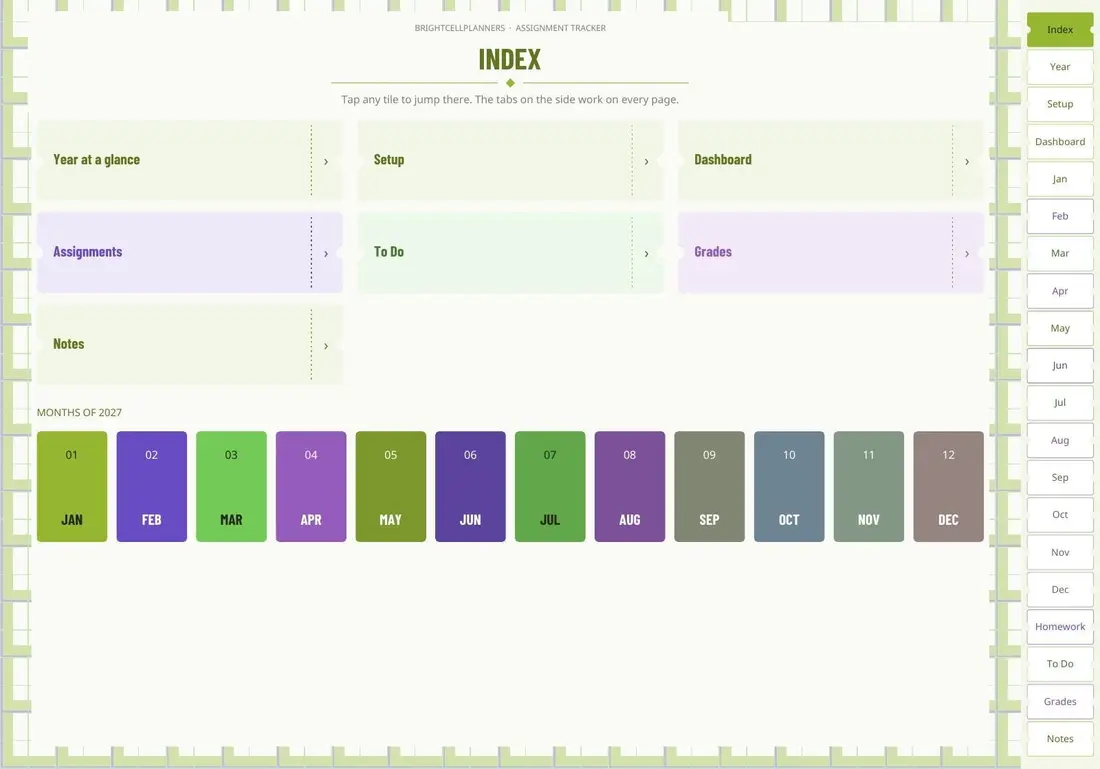 BRIGHTCELLPLANNERS · ASSIGNMENT TRACKER
INDEX
Tap any tile to jump there. The tabs on the side work on every page.
Year at a glance ›
Setup ›
Dashboard ›
Assignments ›
To Do ›
Grades ›
Notes ›
MONTHS OF 2027
01 02 03 04 05 06 07 08 09 10 11 12
JAN FEB MAR APR MAY JUN JUL AUG SEP OCT NOV DEC
Index
Year
Setup
Dashboard
Jan
Feb
Mar
Apr
May
Jun
Jul
Aug
Sep
Oct
Nov
Dec
Homework
To Do
Grades
Notes